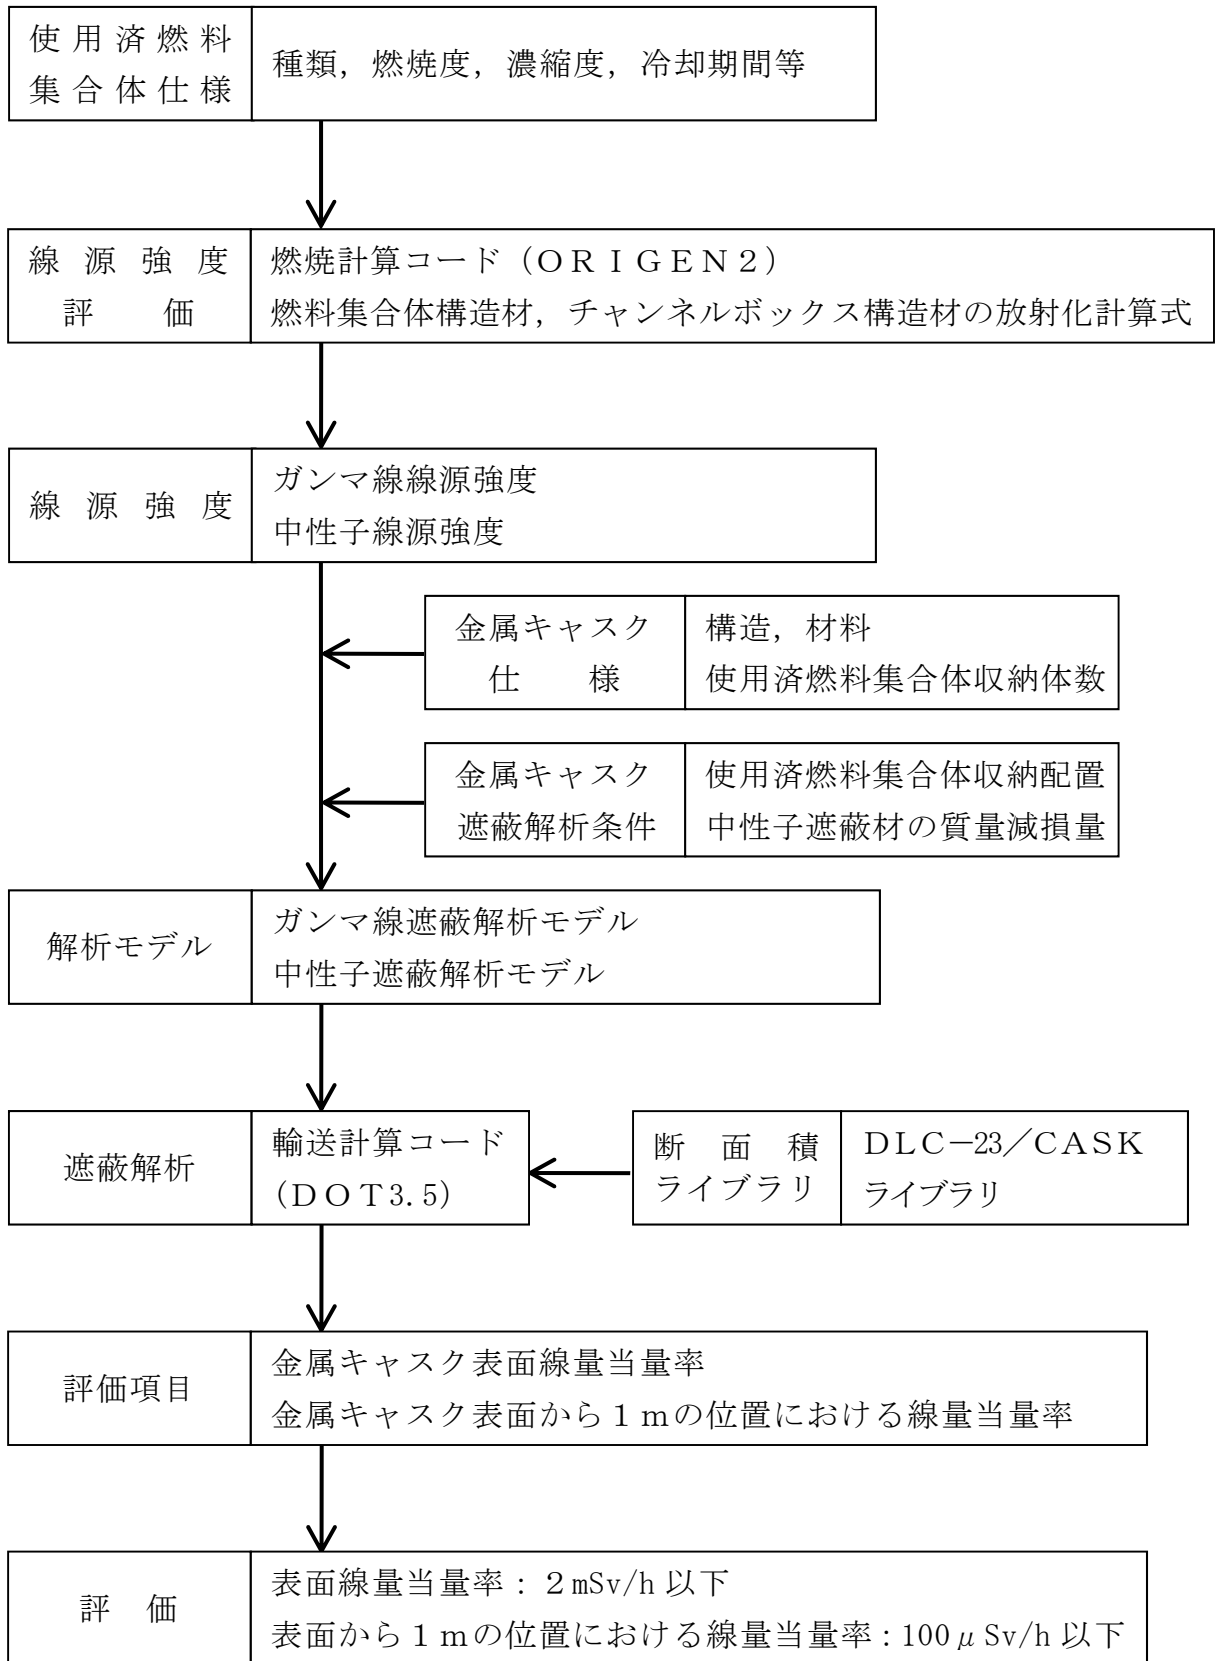 使用済燃料
集合体仕様
種類，燃焼度，濃縮度，冷却期間等
線源強度
評価
燃焼計算コード（ＯＲＩＧＥＮ２）
燃料集合体構造材，チャンネルボックス構造材の放射化計算式
線源強度
ガンマ線線源強度
中性子線源強度
金属キャスク
仕様
構造，材料
使用済燃料集合体収納体数
金属キャスク
遮蔽解析条件
使用済燃料集合体収納配置
中性子遮蔽材の質量減損量
解析モデル
ガンマ線遮蔽解析モデル
中性子遮蔽解析モデル
遮蔽解析
輸送計算コード
（ＤＯＴ3.5）
断面積
ライブラリ
ＤＬＣ－23／ＣＡＳＫ
ライブラリ
評価項目
金属キャスク表面線量当量率
金属キャスク表面から１ｍの位置における線量当量率
評価
表面線量当量率：２mSv/h 以下
表面から１ｍの位置における線量当量率：100μSv/h 以下